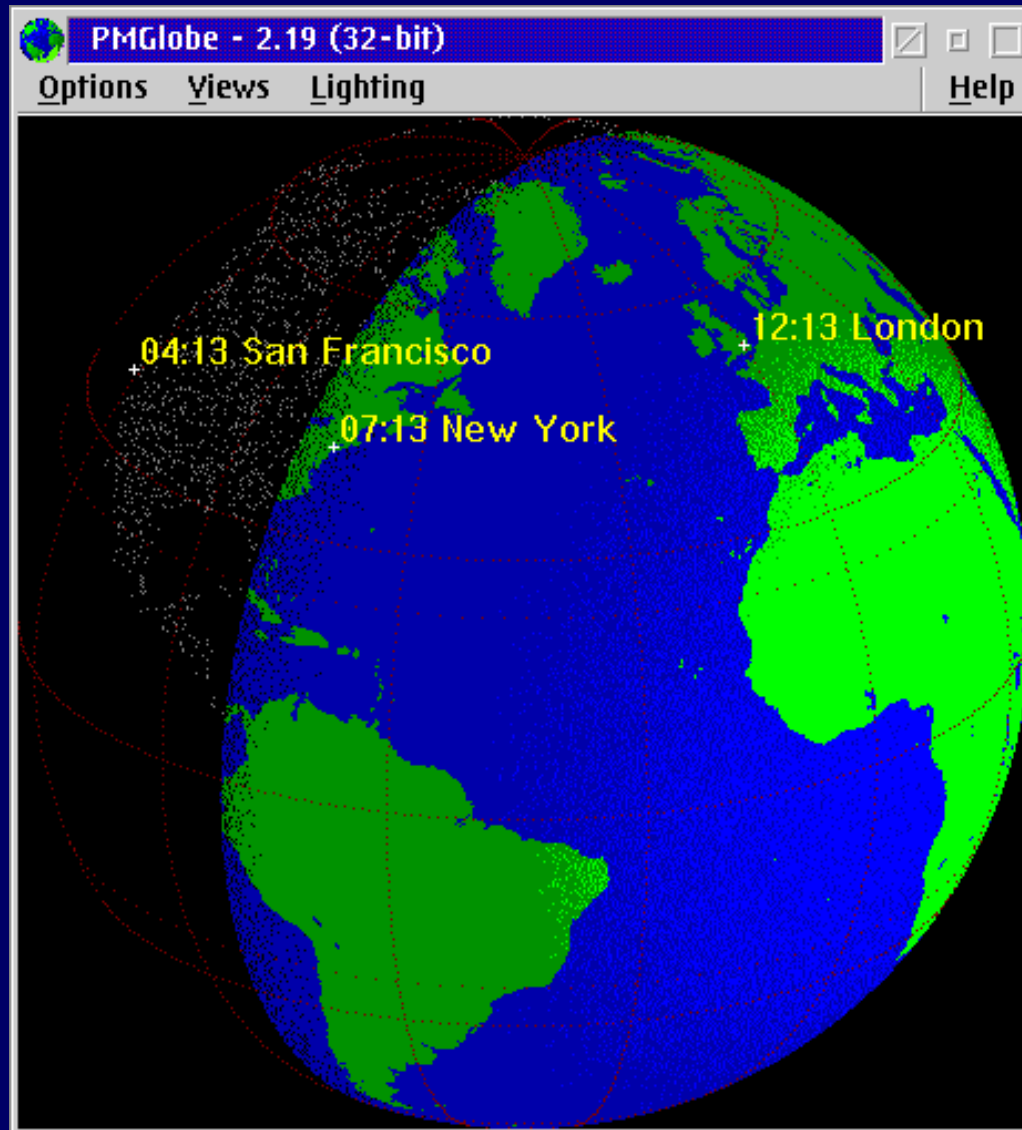 PMGlobe - 2.19 (32-bit)
Options Views Lighting Help
12:13 London
04:13 San Francisco
07:13 New York